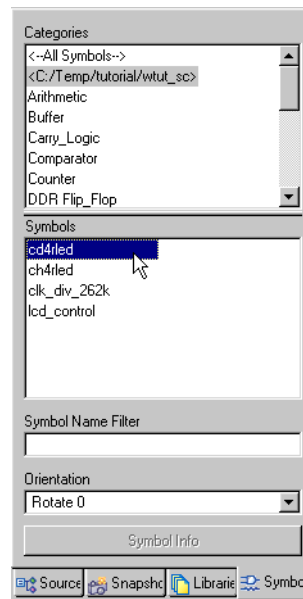 Categories
<--All Symbols-->
<C:/Temp/tutorial/wtut_sc>
Arithmetic
Buffer
Carry_Logic
Comparator
Counter
DDR Flip_Flop
Symbols
cd4rled
ch4rled
clk_div_262k
lcd_control
Symbol Name Filter
Orientation
Rotate 0
Symbol Info
Source Snapshc Librarie Symbo